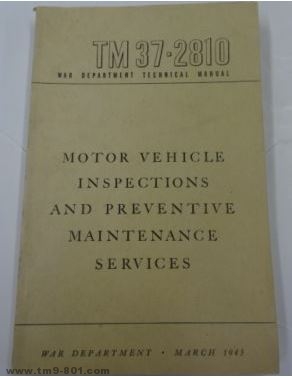 TM 37-2810
WAR DEPARTMENT TECHNICAL MANUAL
MOTOR VEHICLE
INSPECTIONS
AND PREVENTIVE
MAINTENANCE
SERVICES
WAR DEPARTMENT • MARCH 1945
www.tm9-801.com